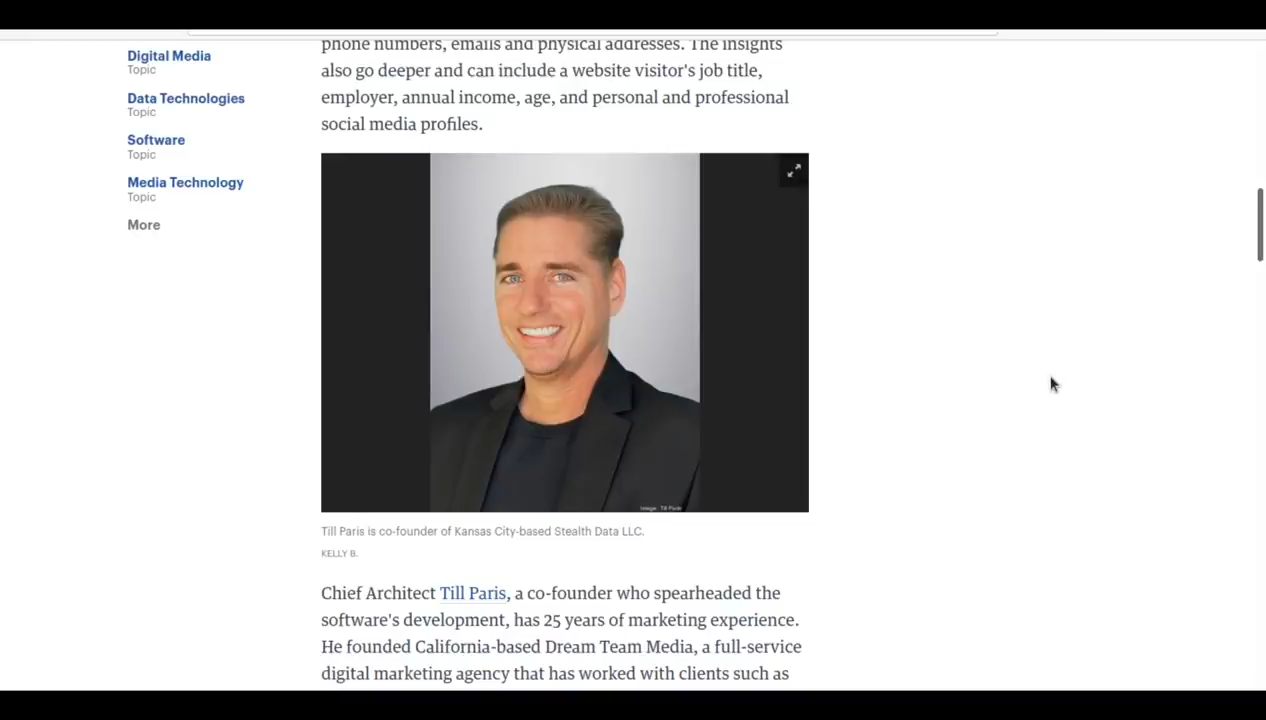 Digital Media
Topic
Data Technologies
Topic
Software
Topic
Media Technology
Topic
More
phone numbers, emails and physical addresses. The insights
also go deeper and can include a website visitor's job title,
employer, annual income, age, and personal and professional
social media profiles.
Image: Till Paris
Till Paris is co-founder of Kansas City-based Stealth Data LLC.
KELLY B.
Chief Architect Till Paris, a co-founder who spearheaded the
software's development, has 25 years of marketing experience.
He founded California-based Dream Team Media, a full-service
digital marketing agency that has worked with clients such as